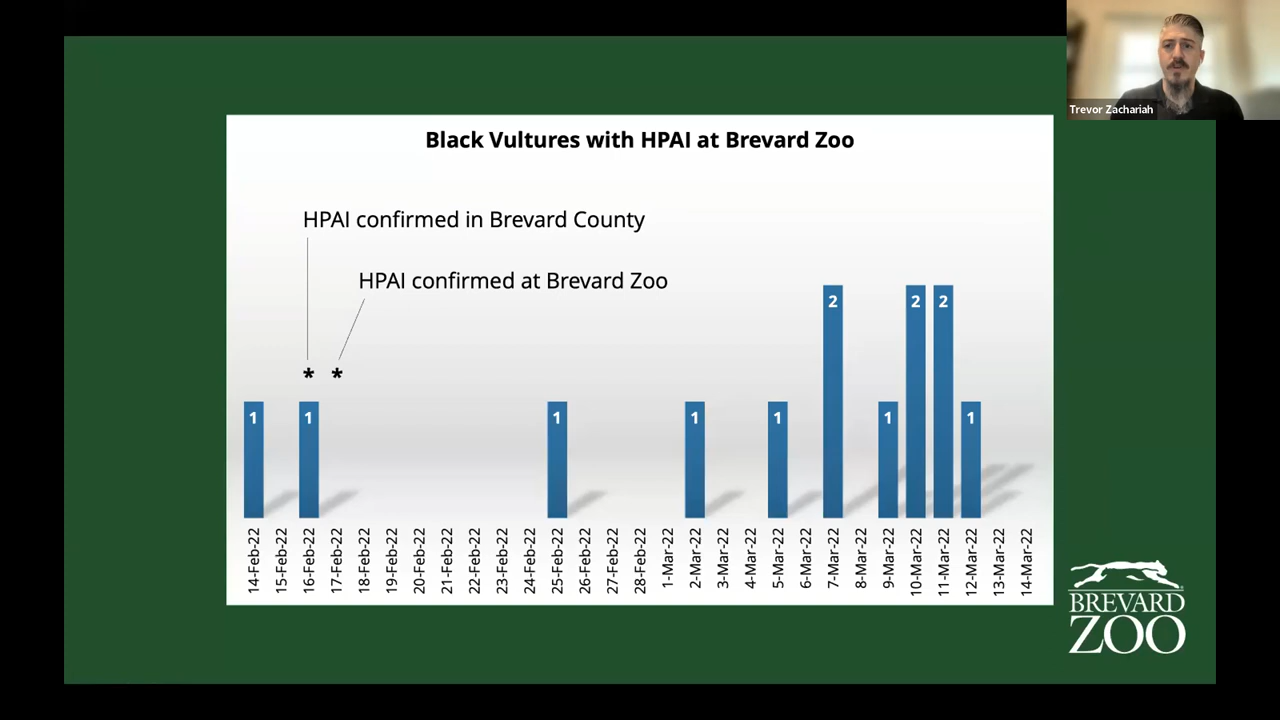 Trevor Zachariah
Black Vultures with HPAI at Brevard Zoo
HPAI confirmed in Brevard County
HPAI confirmed at Brevard Zoo
* *
1
1
1
1
1
2
1
2
2
1
14-Feb-22
15-Feb-22
16-Feb-22
17-Feb-22
18-Feb-22
19-Feb-22
20-Feb-22
21-Feb-22
22-Feb-22
23-Feb-22
24-Feb-22
25-Feb-22
26-Feb-22
27-Feb-22
28-Feb-22
1-Mar-22
2-Mar-22
3-Mar-22
4-Mar-22
5-Mar-22
6-Mar-22
7-Mar-22
8-Mar-22
9-Mar-22
10-Mar-22
11-Mar-22
12-Mar-22
13-Mar-22
14-Mar-22
BREVARD
ZOO